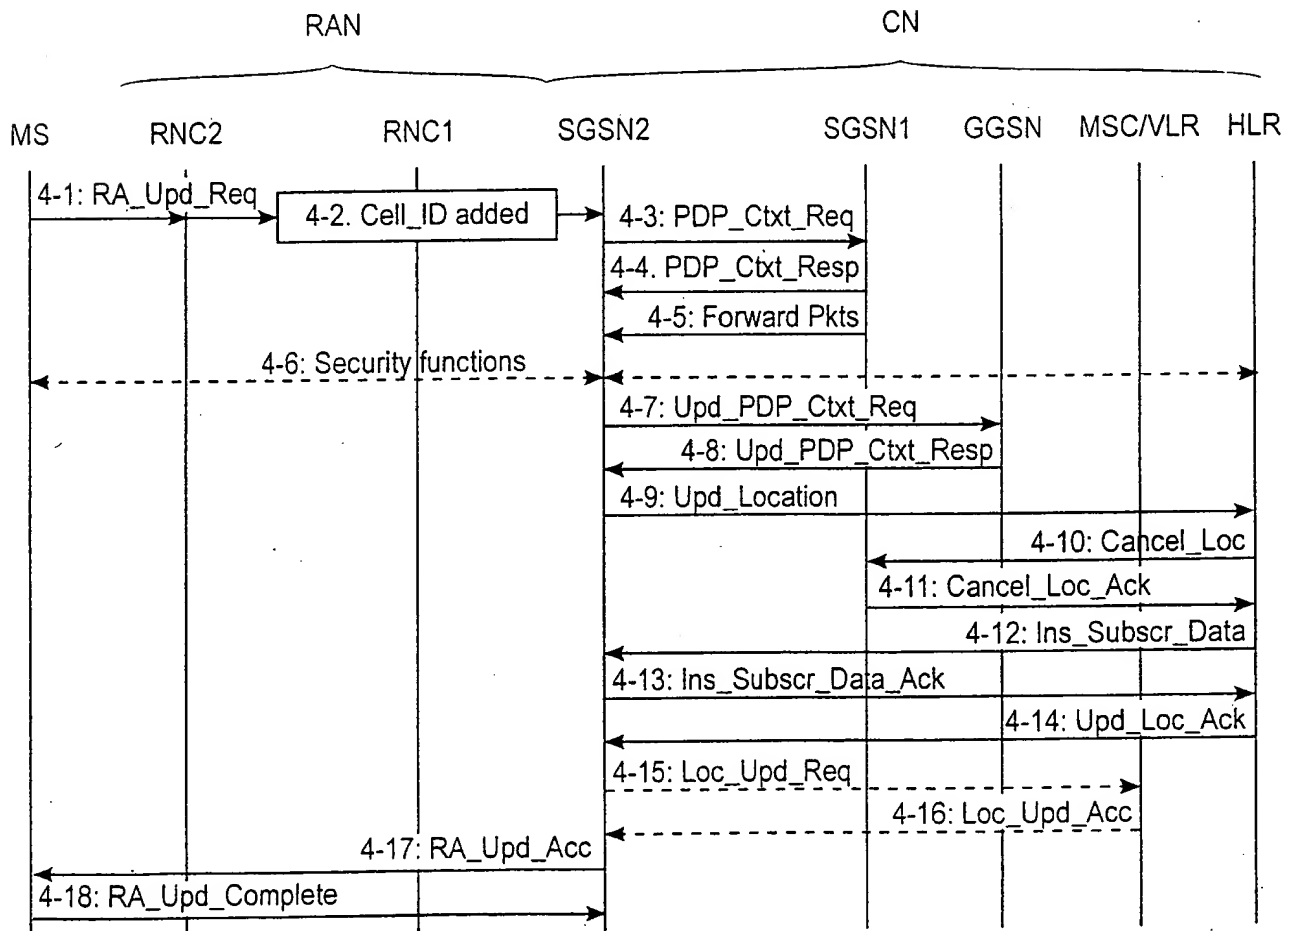 RAN
CN
MS
RNC2
RNC1
SGSN2
SGSN1
GGSN
MSC/VLR
HLR
4-1: RA_Upd_Req
4-2. Cell_ID added
4-3: PDP_Ctxt_Req
4-4. PDP_Ctxt_Resp
4-5: Forward Pkts
4-6: Security functions
4-7: Upd_PDP_Ctxt_Req
4-8: Upd_PDP_Ctxt_Resp
4-9: Upd_Location
4-10: Cancel_Loc
4-11: Cancel_Loc_Ack
4-12: Ins_Subscr_Data
4-13: Ins_Subscr_Data_Ack
4-14: Upd_Loc_Ack
4-15: Loc_Upd_Req
4-16: Loc_Upd_Acc
4-17: RA_Upd_Acc
4-18: RA_Upd_Complete